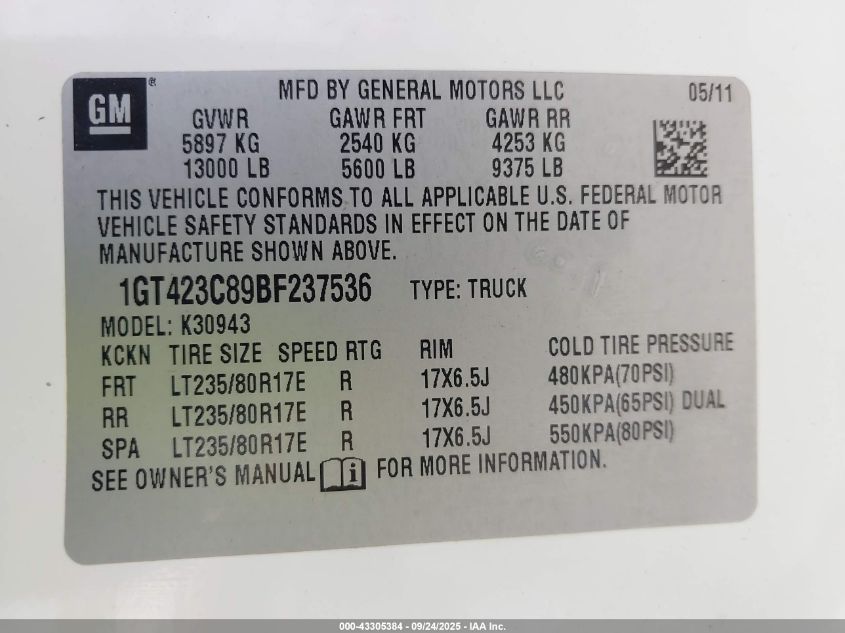 GM®
MFD BY GENERAL MOTORS LLC 05/11
GVWR GAWR FRT GAWR RR
5897 KG 2540 KG 4253 KG
13000 LB 5600 LB 9375 LB
THIS VEHICLE CONFORMS TO ALL APPLICABLE U.S. FEDERAL MOTOR
VEHICLE SAFETY STANDARDS IN EFFECT ON THE DATE OF
MANUFACTURE SHOWN ABOVE.
1GT423C89BF237536 TYPE: TRUCK
MODEL: K30943
KCKN TIRE SIZE SPEED RTG RIM COLD TIRE PRESSURE
FRT LT235/80R17E R 17X6.5J 480KPA(70PSI)
RR LT235/80R17E R 17X6.5J 450KPA(65PSI) DUAL
SPA LT235/80R17E R 17X6.5J 550KPA(80PSI)
SEE OWNER'S MANUAL i FOR MORE INFORMATION.
000-43305384 - 09/24/2025 - IAA Inc.